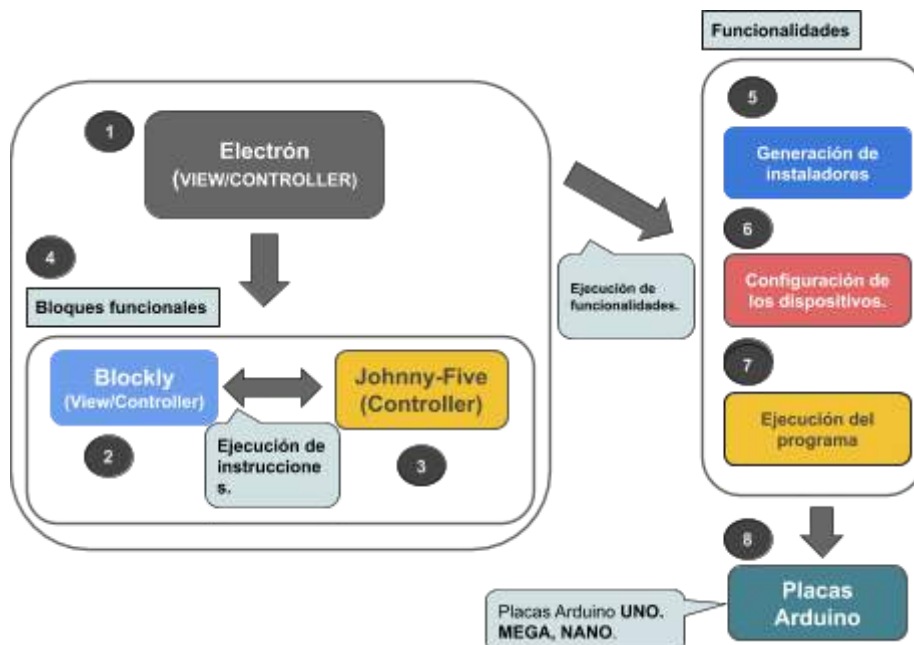 Funcionalidades
1
Electrón
(VIEW/CONTROLLER)
4
Bloques funcionales
Blockly
(View/Controller)
Johnny-Five
(Controller)
2
Ejecución de
instruccione
s.
3
Ejecución de
funcionalidades.
5
Generación de
instaladores
6
Configuración de
los dispositivos.
7
Ejecución del
programa
8
Placas
Arduino
Placas Arduino UNO.
MEGA, NANO.